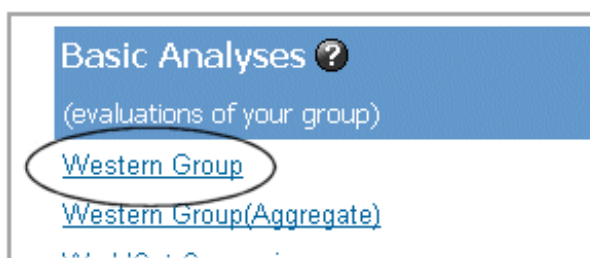 Basic Analyses ?
(evaluations of your group)
Western Group
Western Group(Aggregate)